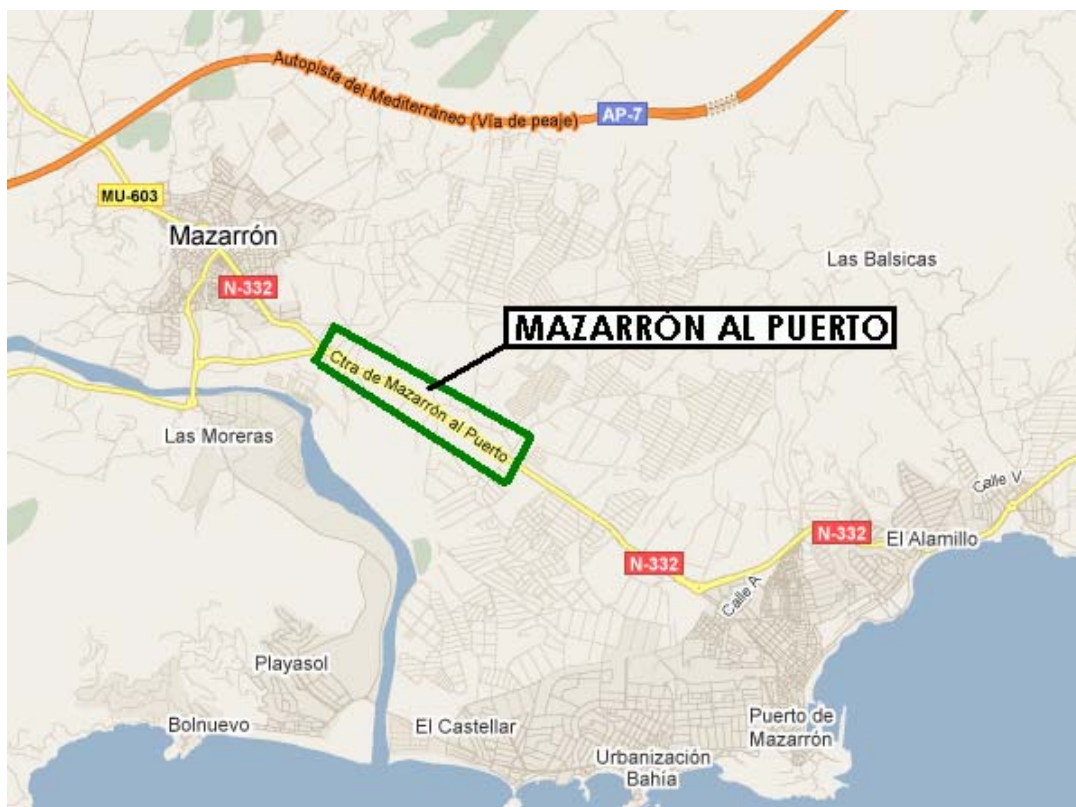 Autopista del Mediterráneo (Vía de peaje)
AP-7
MU-603
Mazarrón
Las Balsicas
N-332
MAZARRÓN AL PUERTO
Ctra de Mazarrón al Puerto
Las Moreras
Calle V
N-332
El Alamillo
N-332
Calle A
Playasol
Bolnuevo
El Castellar
Puerto de
Mazarrón
Urbanización
Bahía